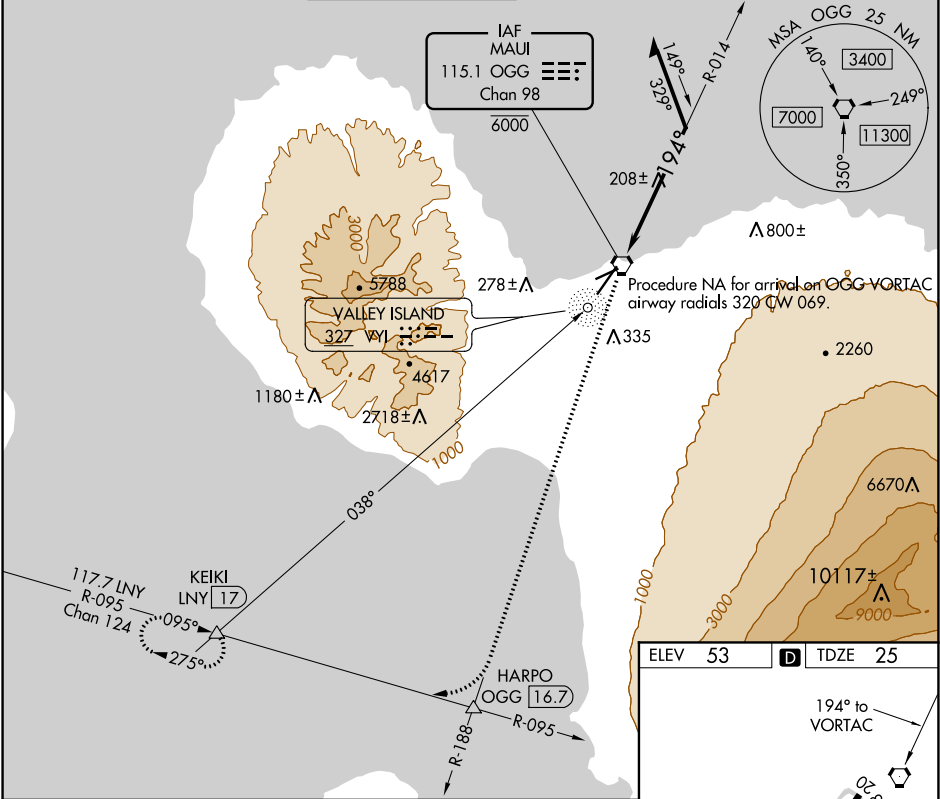 IAF
MAUI
115.1 OGG
Chan 98
6000
149°
329°
R-014
194°
208±
MSA OGG 25 NM
140°
3400
249°
7000
11300
350°
800±
3000
5788
278±
Procedure NA for arrival on OGG VORTAC
airway radials 320 CW 069.
VALLEY ISLAND
327 VYI
335
2260
4617
1180±
2718±
1000
6670
038°
10117±
9000
1000
3000
117.7 LNY
R-095
Chan 124
095°
KEIKI
LNY 17
275°
HARPO
OGG 16.7
R-095
R-188
ELEV 53 D TDZE 25
194° to
VORTAC